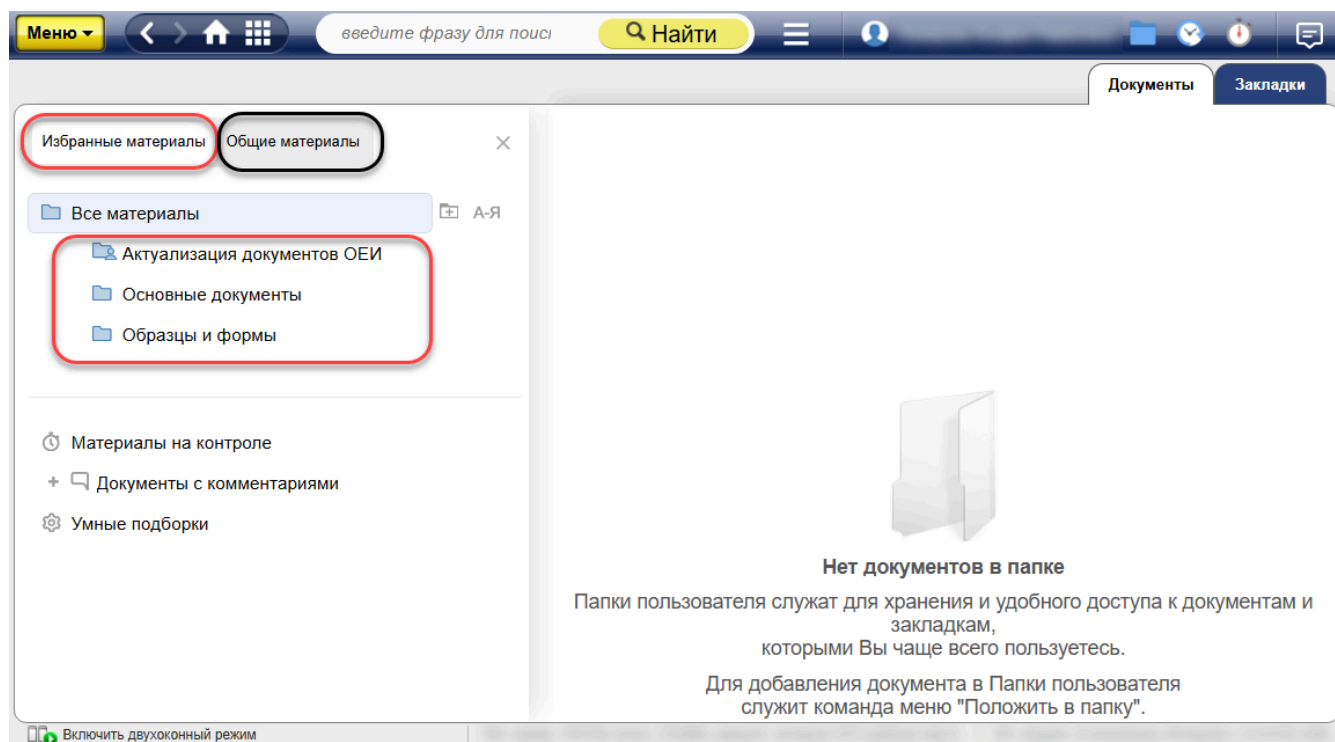 Меню
введите фразу для поис
Найти
Документы
Закладки
Избранные материалы
Общие материалы
Все материалы
А-Я
Актуализация документов ОЕИ
Основные документы
Образцы и формы
Материалы на контроле
Документы с комментариями
Умные подборки
Нет документов в папке
Папки пользователя служат для хранения и удобного доступа к документам и
закладкам,
которыми Вы чаще всего пользуетесь.
Для добавления документа в Папки пользователя
служит команда меню "Положить в папку".
Включить двухоконный режим